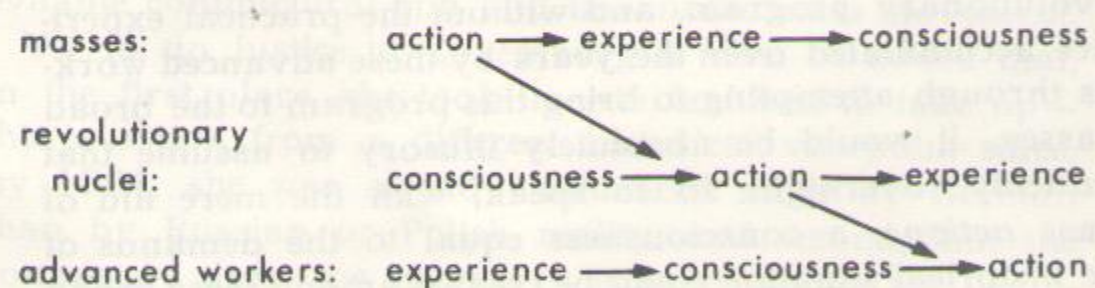 masses: action → experience → consciousness
revolutionary
nuclei: consciousness → action → experience
advanced workers: experience → consciousness → action